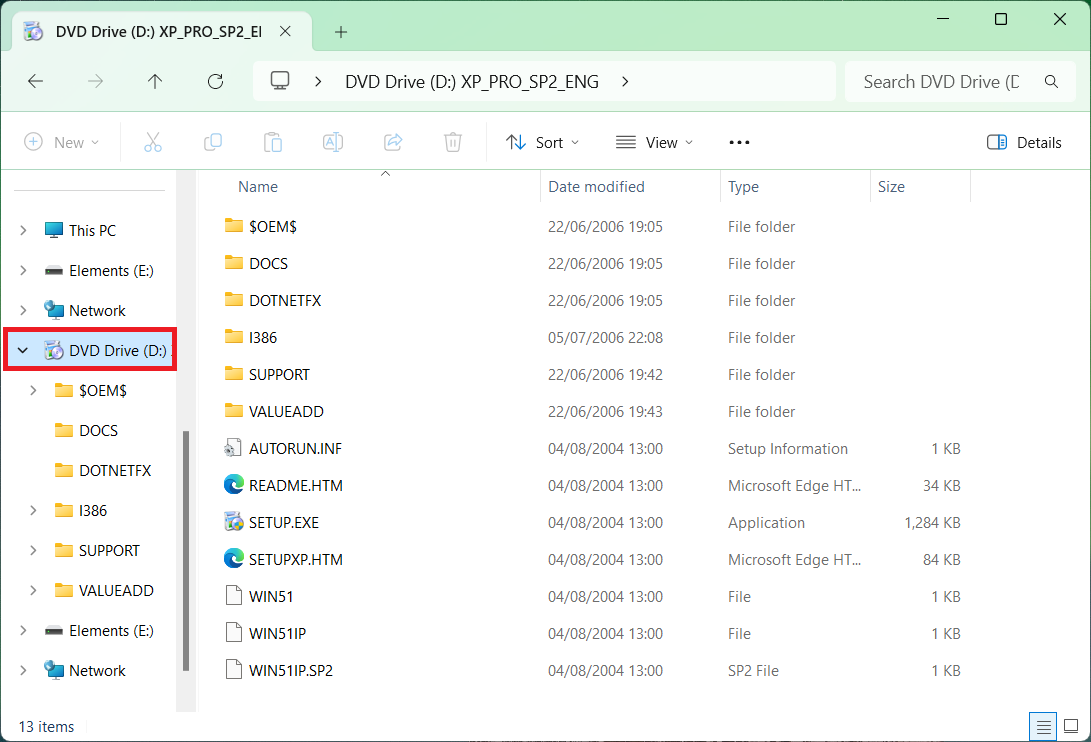 DVD Drive (D:) XP_PRO_SP2_EI
DVD Drive (D:) XP_PRO_SP2_ENG
Search DVD Drive (D
New
Sort
View
Details
Name Date modified Type Size
This PC
Elements (E:)
Network
DVD Drive (D:)
$OEM$
DOCS
DOTNETFX
I386
SUPPORT
VALUEADD
Elements (E:)
Network
$OEM$ 22/06/2006 19:05 File folder
DOCS 22/06/2006 19:05 File folder
DOTNETFX 22/06/2006 19:05 File folder
I386 05/07/2006 22:08 File folder
SUPPORT 22/06/2006 19:42 File folder
VALUEADD 22/06/2006 19:43 File folder
AUTORUN.INF 04/08/2004 13:00 Setup Information 1 KB
README.HTM 04/08/2004 13:00 Microsoft Edge HT... 34 KB
SETUP.EXE 04/08/2004 13:00 Application 1,284 KB
SETUPXP.HTM 04/08/2004 13:00 Microsoft Edge HT... 84 KB
WIN51 04/08/2004 13:00 File 1 KB
WIN51IP 04/08/2004 13:00 File 1 KB
WIN51IP.SP2 04/08/2004 13:00 SP2 File 1 KB
13 items